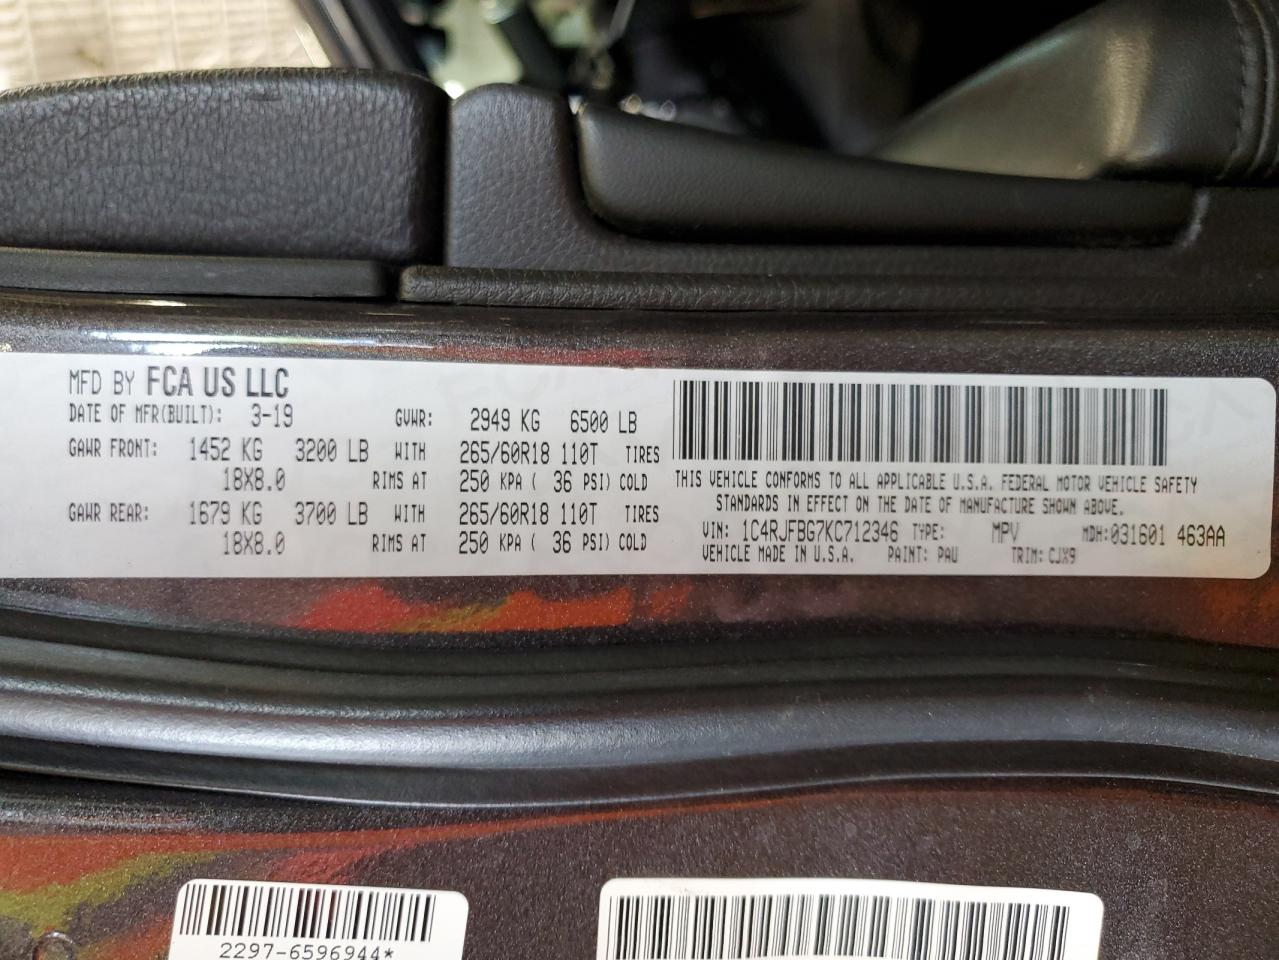 MFD BY FCA US LLC
DATE OF MFR(BUILT): 3-19 GVWR: 2949 KG 6500 LB
GAWR FRONT: 1452 KG 3200 LB WITH 265/60R18 110T TIRES
18X8.0 RIMS AT 250 KPA ( 36 PSI) COLD
GAWR REAR: 1679 KG 3700 LB WITH 265/60R18 110T TIRES
18X8.0 RIMS AT 250 KPA ( 36 PSI) COLD
THIS VEHICLE CONFORMS TO ALL APPLICABLE U.S.A. FEDERAL MOTOR VEHICLE SAFETY
STANDARDS IN EFFECT ON THE DATE OF MANUFACTURE SHOWN ABOVE.
VIN: 1C4RJFBG7KC712346 TYPE: MPV MDH:031601 463AA
VEHICLE MADE IN U.S.A. PAINT: PAU TRIM: CJX9
2297-6596944*